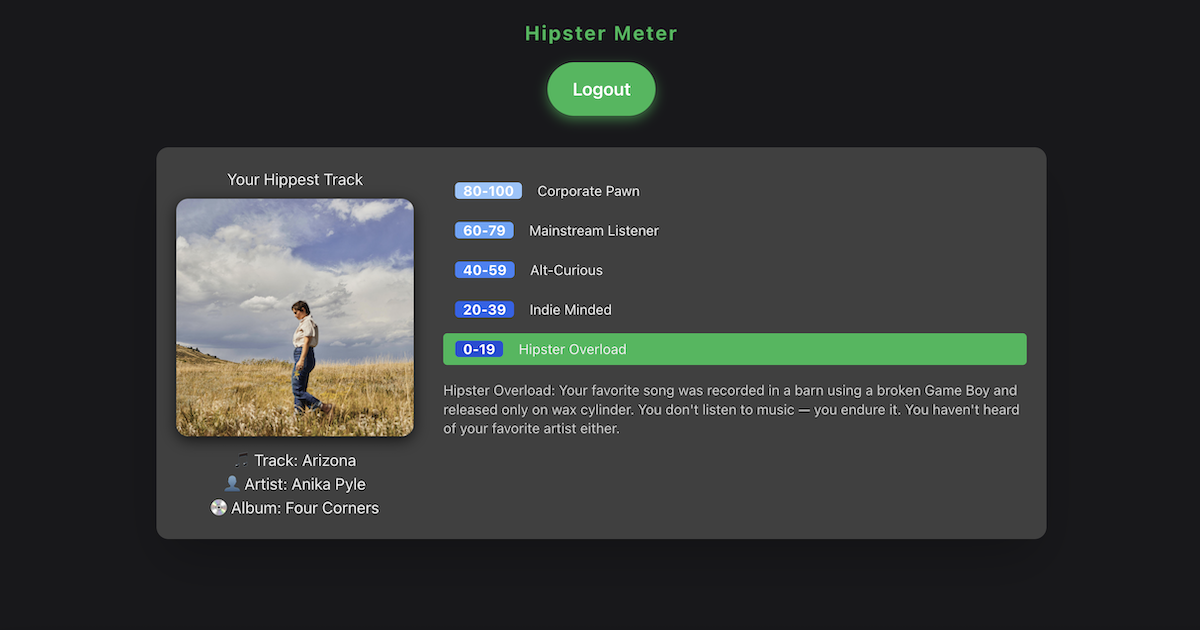 Hipster Meter
Logout
Your Hippest Track
🎵 Track: Arizona
👤 Artist: Anika Pyle
💿 Album: Four Corners
80-100 Corporate Pawn
60-79 Mainstream Listener
40-59 Alt-Curious
20-39 Indie Minded
0-19 Hipster Overload
Hipster Overload: Your favorite song was recorded in a barn using a broken Game Boy and
released only on wax cylinder. You don't listen to music — you endure it. You haven't heard
of your favorite artist either.